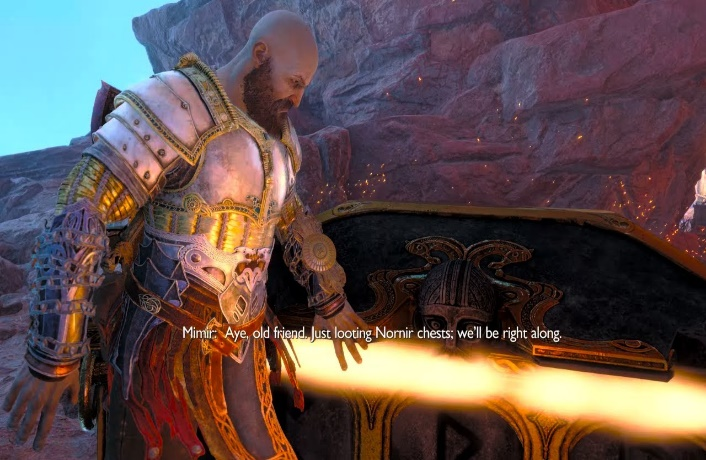 Mimir: Aye, old friend. Just looting Nornir chests; we'll be right along.